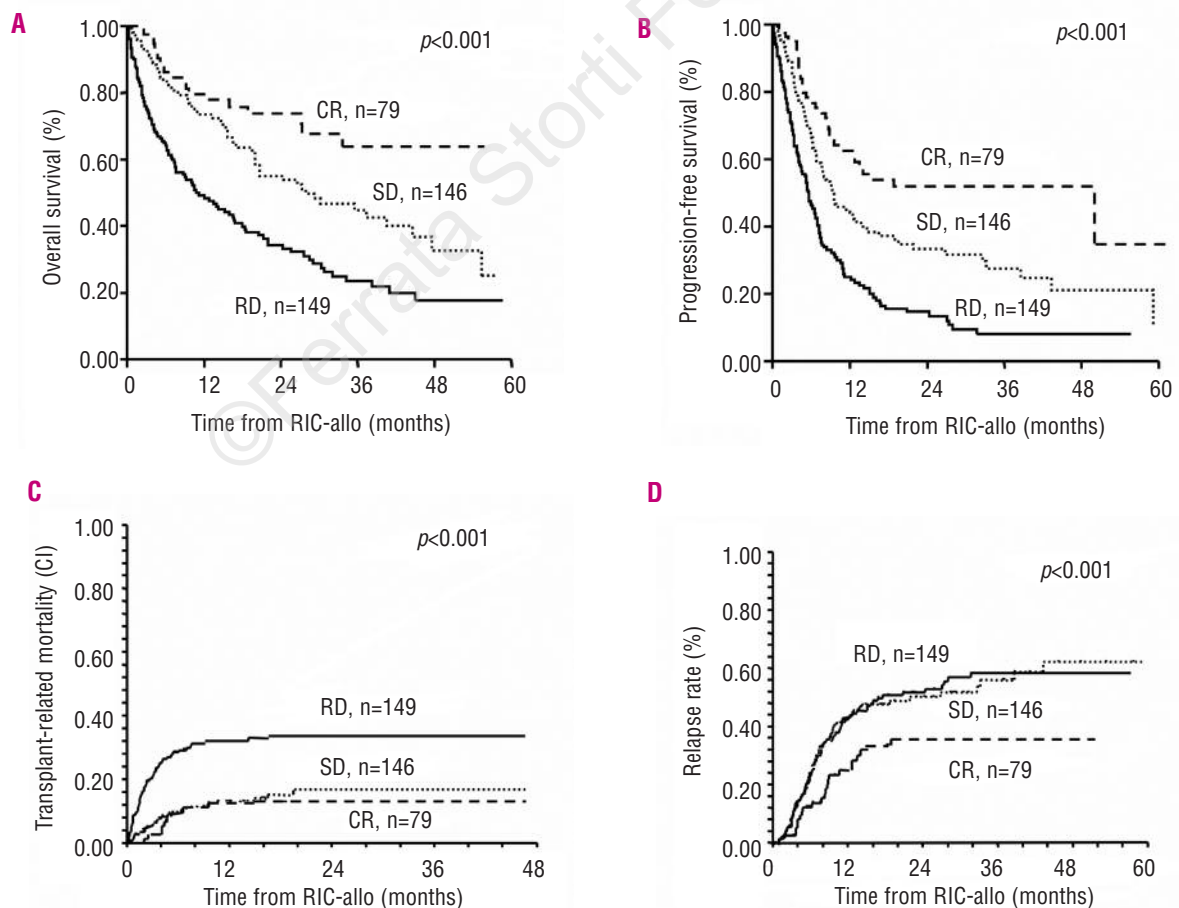 A
p<0.001
Overall survival (%)
1.00
0.80
0.60
0.40
0.20
0.00
CR, n=79
SD, n=146
RD, n=149
0 12 24 36 48 60
Time from RIC-allo (months)
B
p<0.001
Progression-free survival (%)
1.00
0.80
0.60
0.40
0.20
0.00
CR, n=79
SD, n=146
RD, n=149
0 12 24 36 48 60
Time from RIC-allo (months)
C
p<0.001
Transplant-related mortality (CI)
1.00
0.80
0.60
0.40
0.20
0.00
RD, n=149
SD, n=146
CR, n=79
0 12 24 36 48
Time from RIC-allo (months)
D
p<0.001
Relapse rate (%)
1.00
0.80
0.60
0.40
0.20
0.00
RD, n=149
SD, n=146
CR, n=79
0 12 24 36 48 60
Time from RIC-allo (months)
©Ferrata Storti